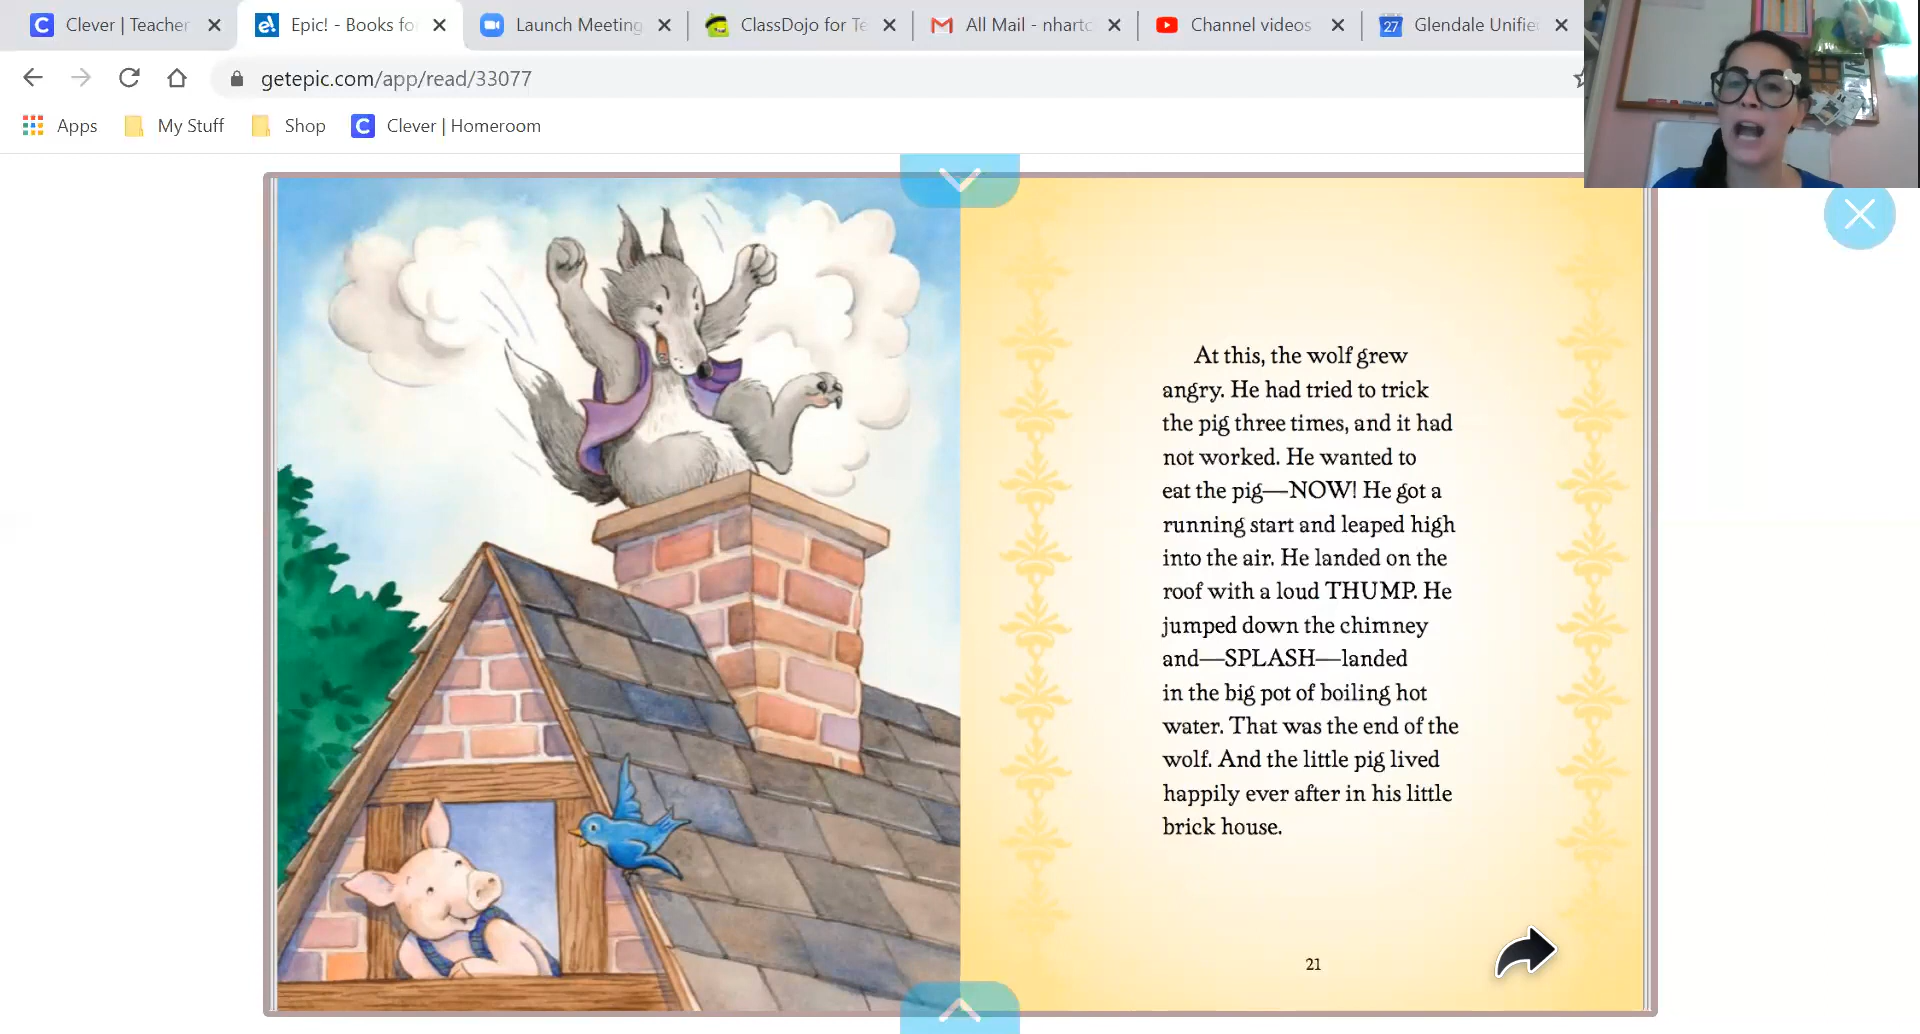 Clever | Teacher
Epic! - Books fo
Launch Meeting
ClassDojo for Te
All Mail - nhartc
Channel videos
27
Glendale Unifie
getepic.com/app/read/33077
Apps
My Stuff
Shop
Clever | Homeroom
At this, the wolf grew
angry. He had tried to trick
the pig three times, and it had
not worked. He wanted to
eat the pig—NOW! He got a
running start and leaped high
into the air. He landed on the
roof with a loud THUMP. He
jumped down the chimney
and—SPLASH—landed
in the big pot of boiling hot
water. That was the end of the
wolf. And the little pig lived
happily ever after in his little
brick house.
21